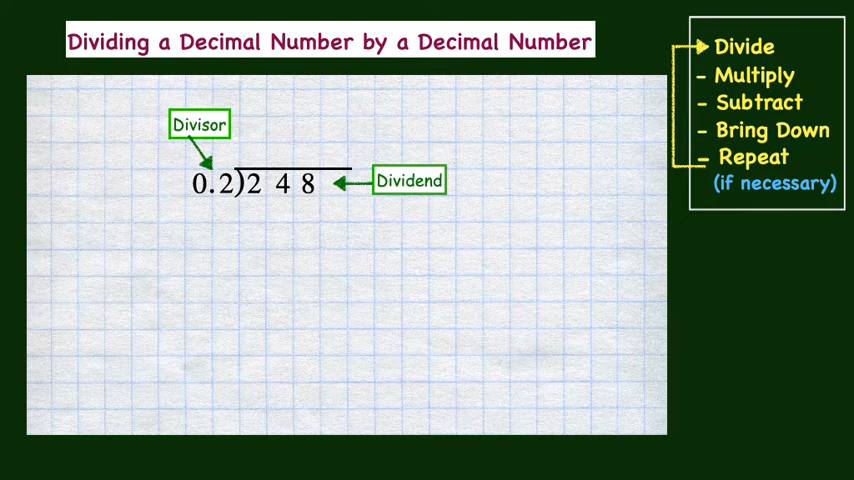 Dividing a Decimal Number by a Decimal Number
Divide
- Multiply
- Subtract
- Bring Down
- Repeat
(if necessary)
Divisor
0.2)2 4 8
Dividend